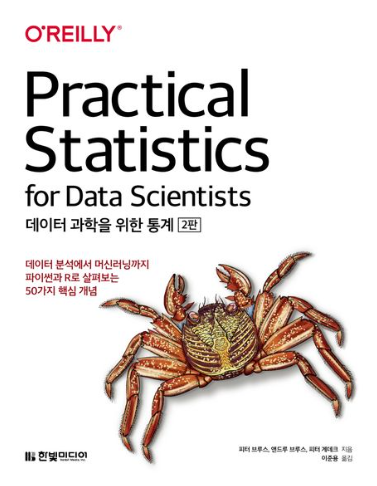 O'REILLY®
Practical
Statistics
for Data Scientists
데이터 과학을 위한 통계 2판
데이터 분석에서 머신러닝까지
파이썬과 R로 살펴보는
50가지 핵심 개념
피터 브루스, 앤드루 브루스, 피터 게데크 지음
이준용 옮김
한빛미디어
Hanbit Media, Inc.